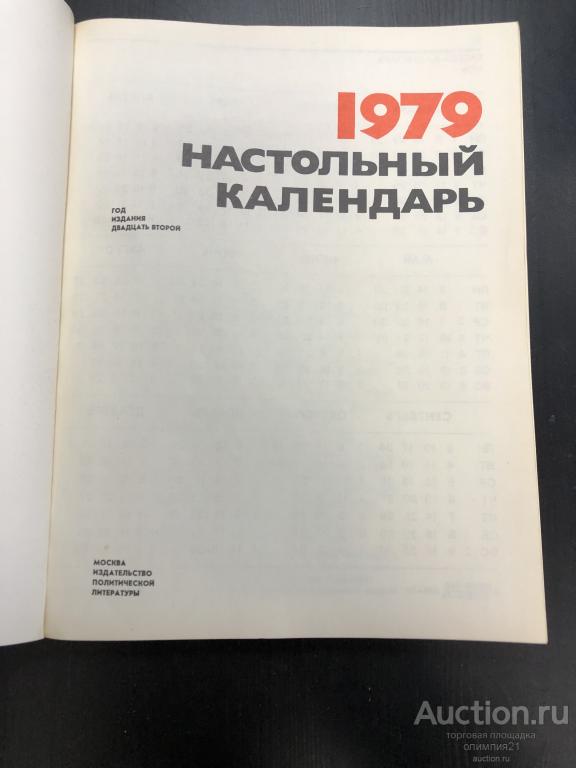 1979
НАСТОЛЬНЫЙ
КАЛЕНДАРЬ
ГОД
ИЗДАНИЯ
ДВАДЦАТЬ ВТОРОЙ
МОСКВА
ИЗДАТЕЛЬСТВО
ПОЛИТИЧЕСКОЙ
ЛИТЕРАТУРЫ
Auction.ru
торговая площадка
олимпия21
auction.ru